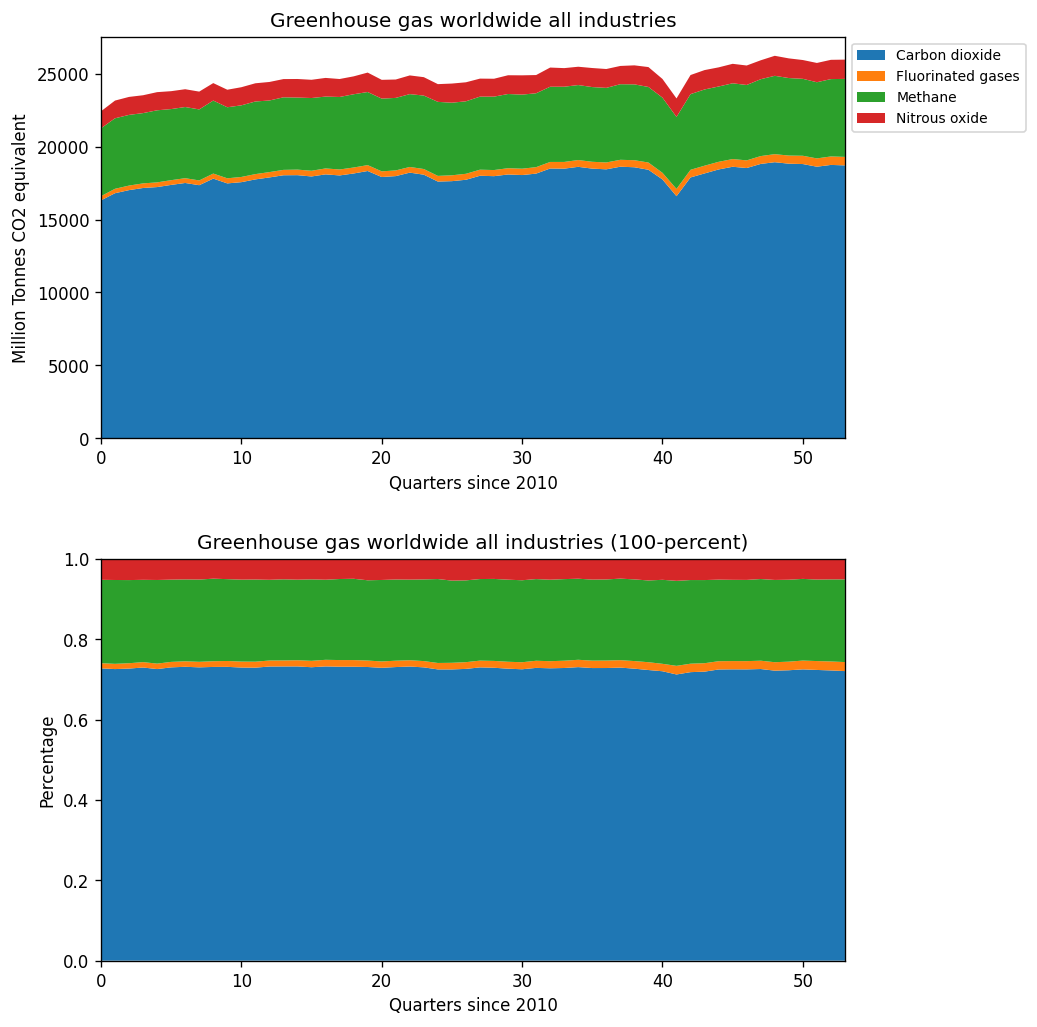 Greenhouse gas worldwide all industries
Million Tonnes CO2 equivalent
25000
20000
15000
10000
5000
0
0 10 20 30 40 50
Quarters since 2010
Carbon dioxide
Fluorinated gases
Methane
Nitrous oxide
Greenhouse gas worldwide all industries (100-percent)
Percentage
1.0
0.8
0.6
0.4
0.2
0.0
0 10 20 30 40 50
Quarters since 2010